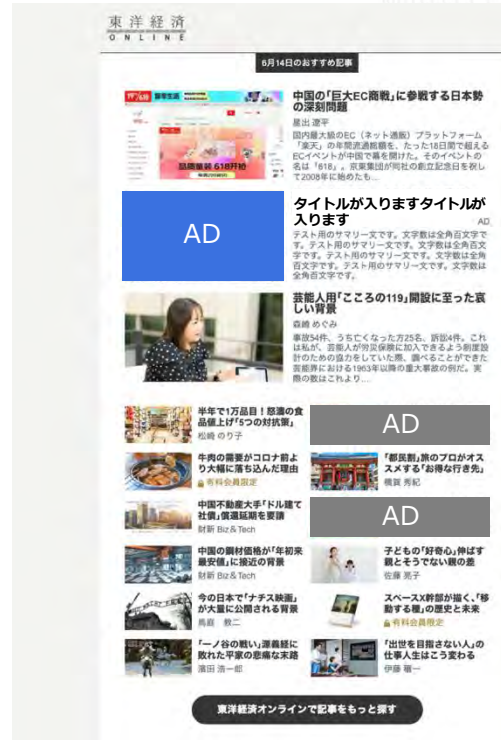 東洋経済
ONLINE
6月14日のおすすめ記事
品質童装 618开抢
中国の「巨大EC商戦」に参戦する日本勢
の深刻問題
星出 遼平
国内最大級のEC（ネット通販）プラットフォーム
「楽天」の年間流通総額を、たった18日間で超える
ECイベントが中国で幕を開けた。そのイベントの
名は「618」。京東集団が同社の創立記念日を祝し
て2008年に始めたも...
AD
タイトルが入りますタイトルが
入ります
AD
テスト用のサマリー文です。文字数は全角百文字で
す。テスト用のサマリー文です。文字数は全角百文
字です。テスト用のサマリー文です。文字数は全角
百文字です。テスト用のサマリー文です。文字数は
全角百文字です。
芸能人用「こころの119」開設に至った哀
しい背景
森崎 めぐみ
事故54件、うち亡くなった方25名、訴訟4件。これ
は私が、芸能人が労災保険に加入できるよう制度設
計のための協力をしていた際、調べることができた
芸能界における1963年以降の重大事故の例だ。実
際の数はこれより...
半年で1万品目！怒濤の食
品値上げ「5つの対抗策」
松崎 のり子
AD
牛肉の需要がコロナ前よ
り大幅に落ち込んだ理由
有料会員限定
「都民割」旅のプロがオス
スメする「お得な行き先」
橋賀 秀紀
中国不動産大手「ドル建て
社債」償還延期を要請
財新 Biz＆Tech
AD
中国の鋼材価格が「年初来
最安値」に接近の背景
財新 Biz＆Tech
子どもの「好奇心」伸ばす
親とそうでない親の差
佐藤 亮子
今の日本で「ナチス映画」
が大量に公開される背景
鳥庭 教二
スペースX幹部が描く、「移
動する種」の歴史と未来
有料会員限定
「一ノ谷の戦い」源義経に
敗れた平家の悲痛な末路
濱田 浩一郎
「出世を目指さない人」の
仕事人生はこう変わる
伊藤 篤一
東洋経済オンラインで記事をもっと探す